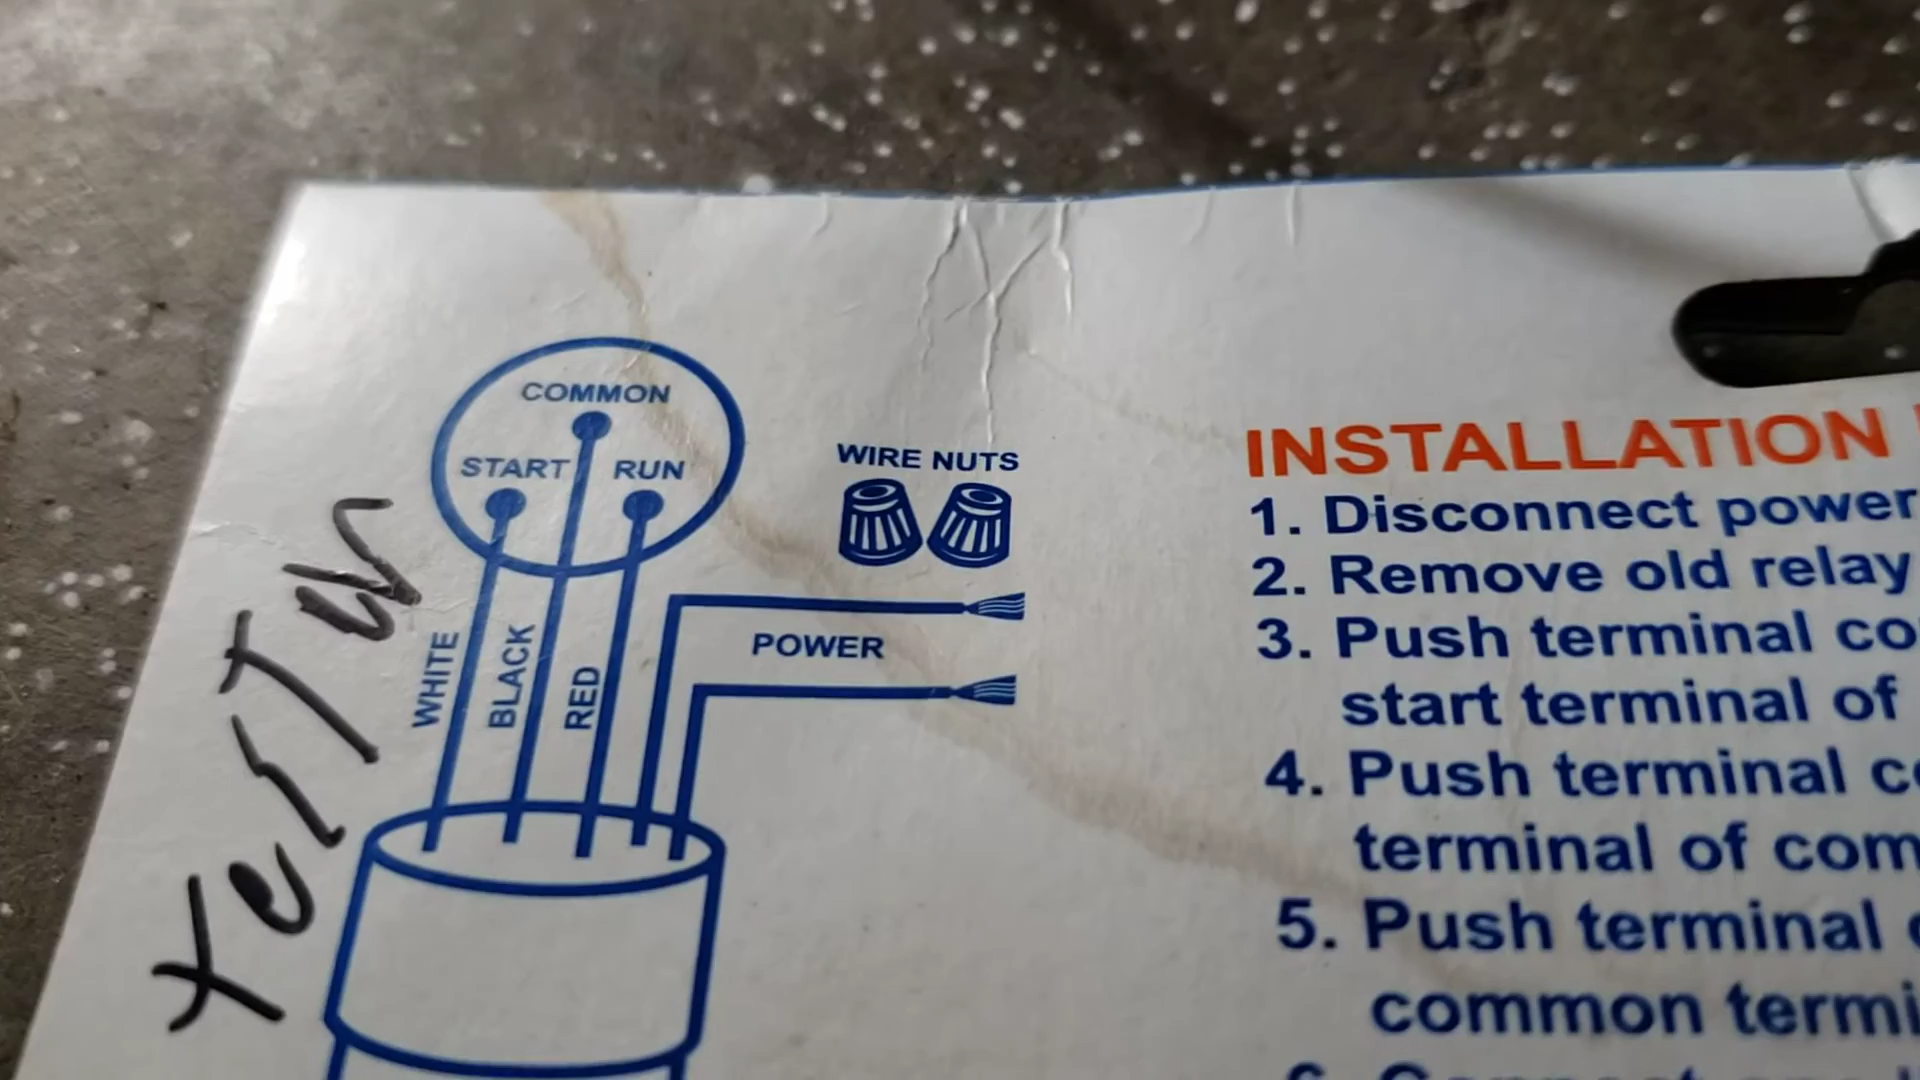 COMMON
START RUN
WIRE NUTS
WHITE
BLACK
RED
POWER
INSTALLATION
1. Disconnect power
2. Remove old relay
3. Push terminal co
start terminal of
4. Push terminal c
terminal of com
5. Push terminal
common termi